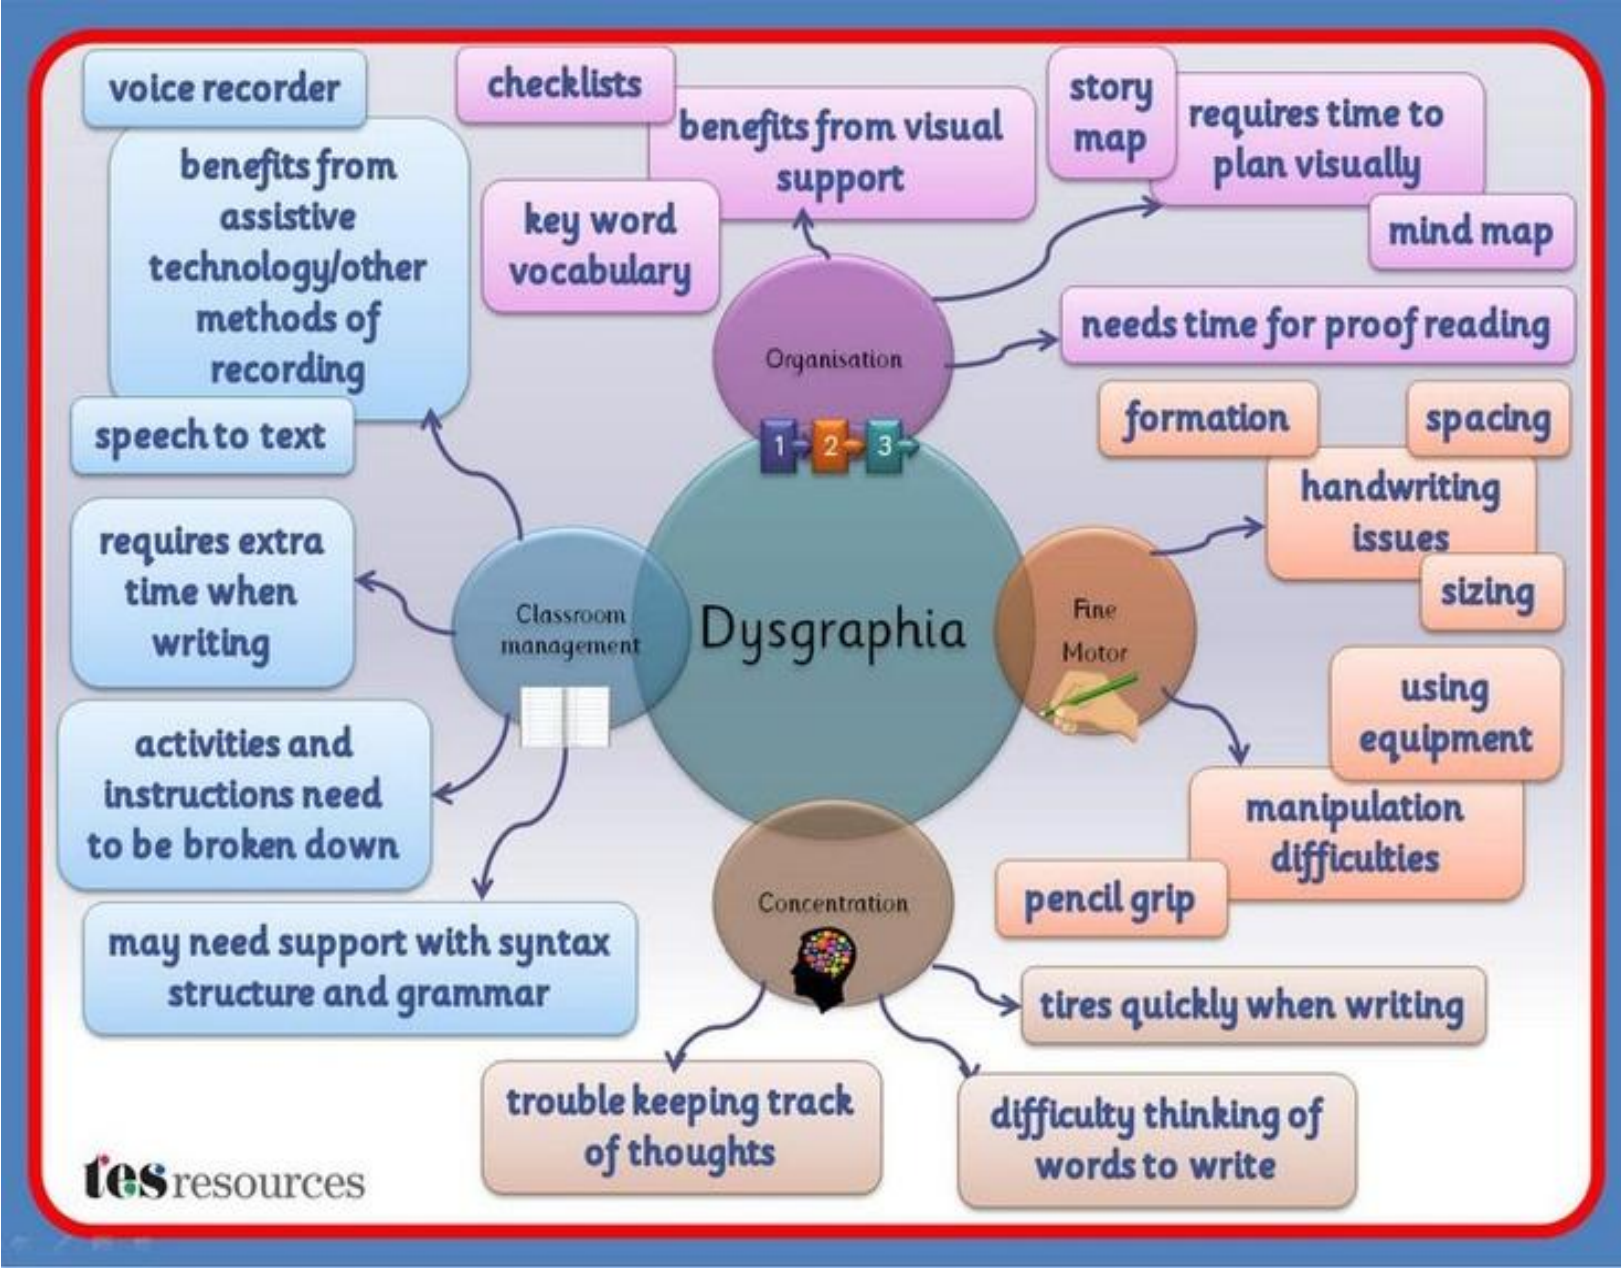 voice recorder
benefits from
assistive
technology/other
methods of
recording
speech to text
checklists
benefits from visual
support
key word
vocabulary
story
map
requires time to
plan visually
mind map
needs time for proof reading
Organisation
1 2 3
formation
spacing
handwriting
issues
sizing
requires extra
time when
writing
Classroom
management
Dysgraphia
Fine
Motor
using
equipment
manipulation
difficulties
pencil grip
activities and
instructions need
to be broken down
may need support with syntax
structure and grammar
Concentration
tires quickly when writing
trouble keeping track
of thoughts
difficulty thinking of
words to write
tes resources